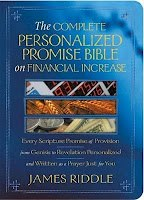 The COMPLETE
PERSONALIZED
PROMISE BIBLE
on FINANCIAL
INCREASE
Every Scripture Promise of Provision
from Genesis to Revelation Personalized
and Written as a Prayer Just for You
JAMES RIDDLE